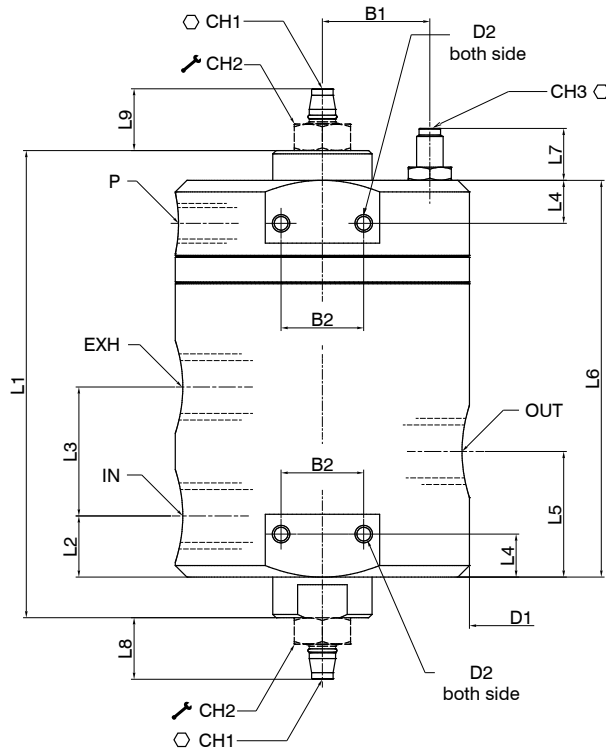 CH1
B1
D2
both side
CH2
CH3
L9
L7
P
L4
B2
EXH
L1
L6
L3
OUT
IN
B2
L5
L2
L4
D1
L8
D2
both side
CH2
CH1